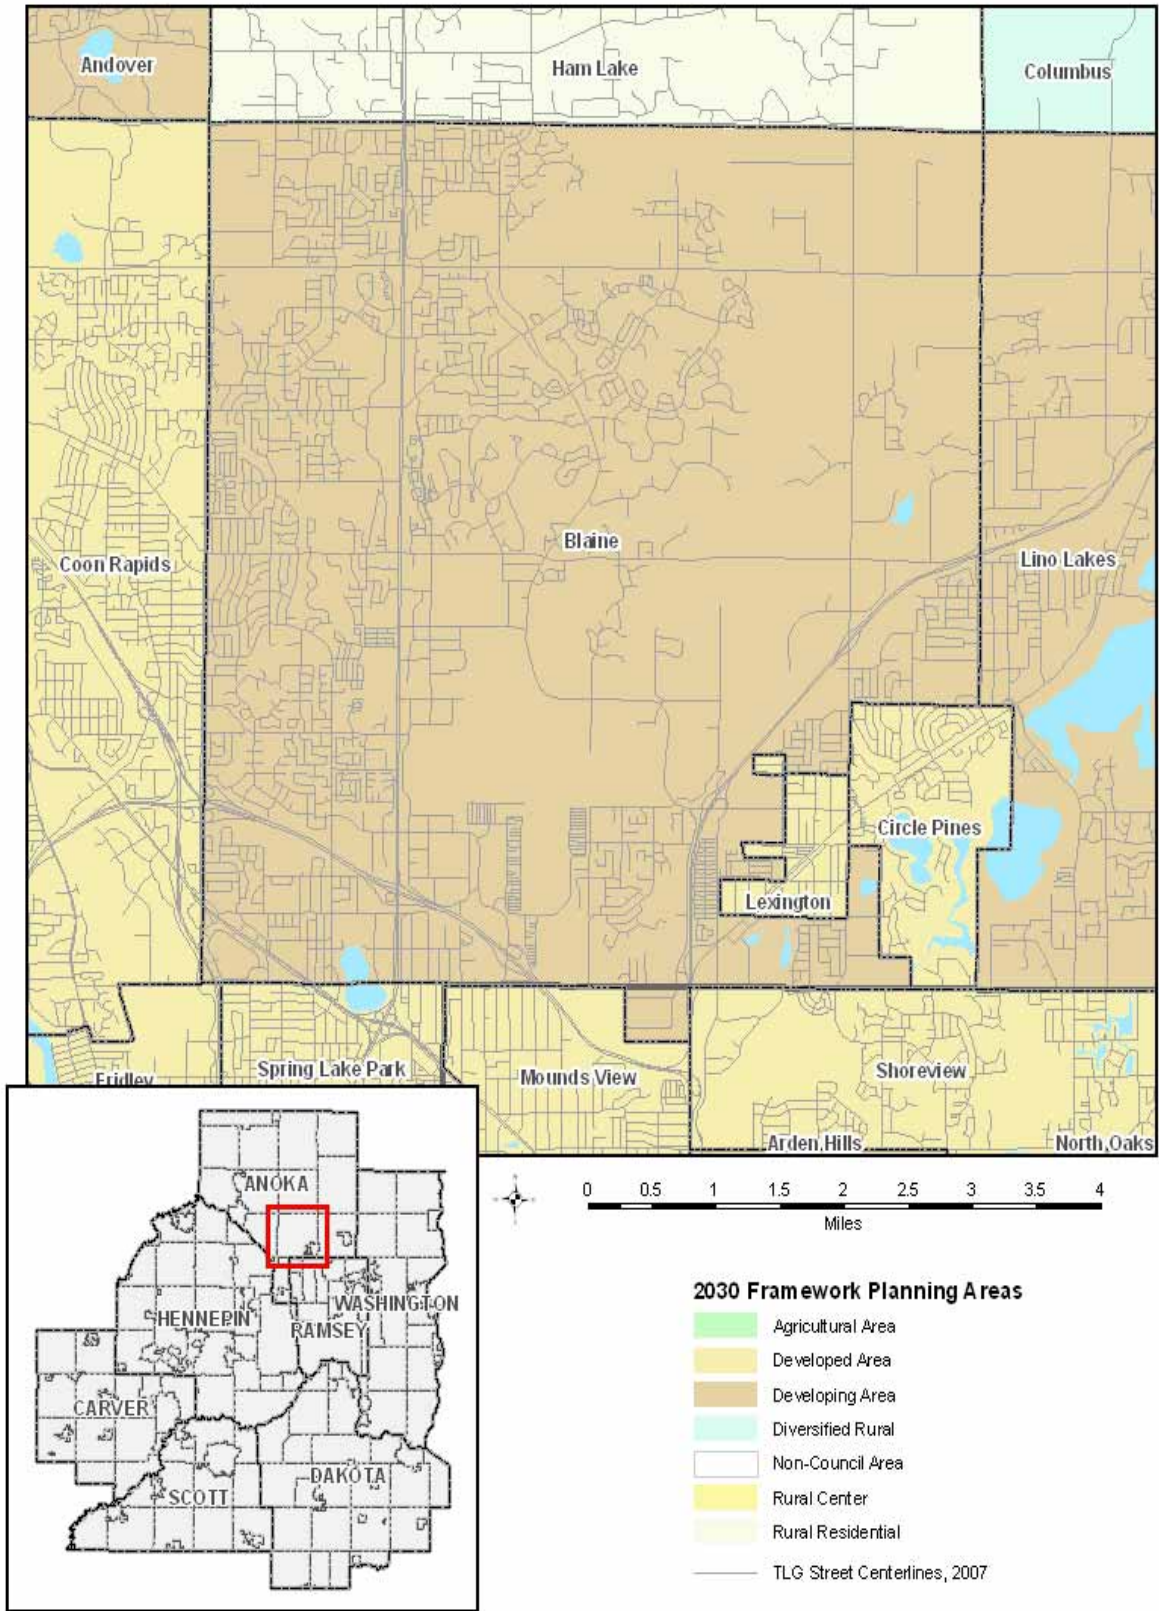 Andover
Ham Lake
Columbus
Blaine
Coon Rapids
Lino Lakes
Circle Pines
Lexington
Spring Lake Park
Fridley
Mounds View
Shoreview
Arden Hills
North Oaks
ANOKA
HENNEPIN
WASHINGTON
RAMSEY
CARVER
SCOTT
DAKOTA
0 0.5 1 1.5 2 2.5 3 3.5 4
Miles
2030 Framework Planning Areas
Agricultural Area
Developed Area
Developing Area
Diversified Rural
Non-Council Area
Rural Center
Rural Residential
TLG Street Centerlines, 2007